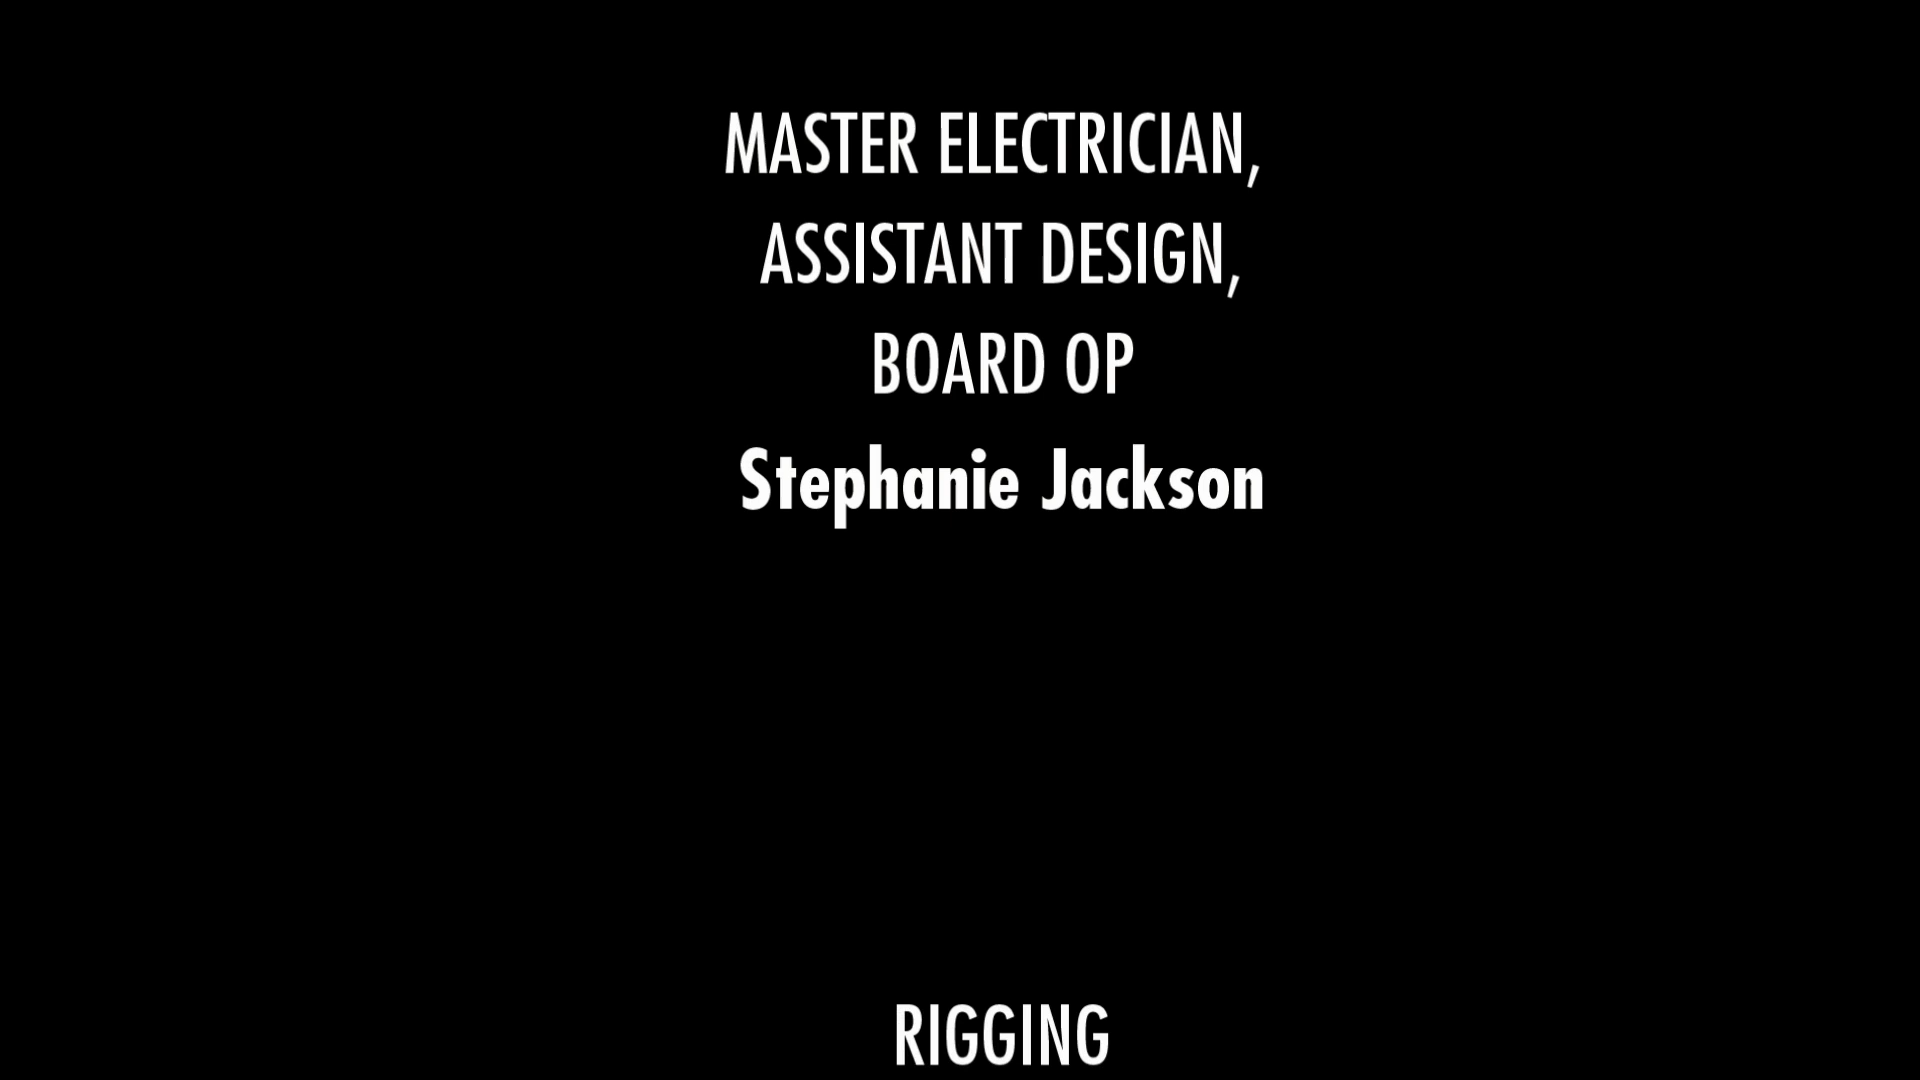 MASTER ELECTRICIAN,
ASSISTANT DESIGN,
BOARD OP
Stephanie Jackson
RIGGING